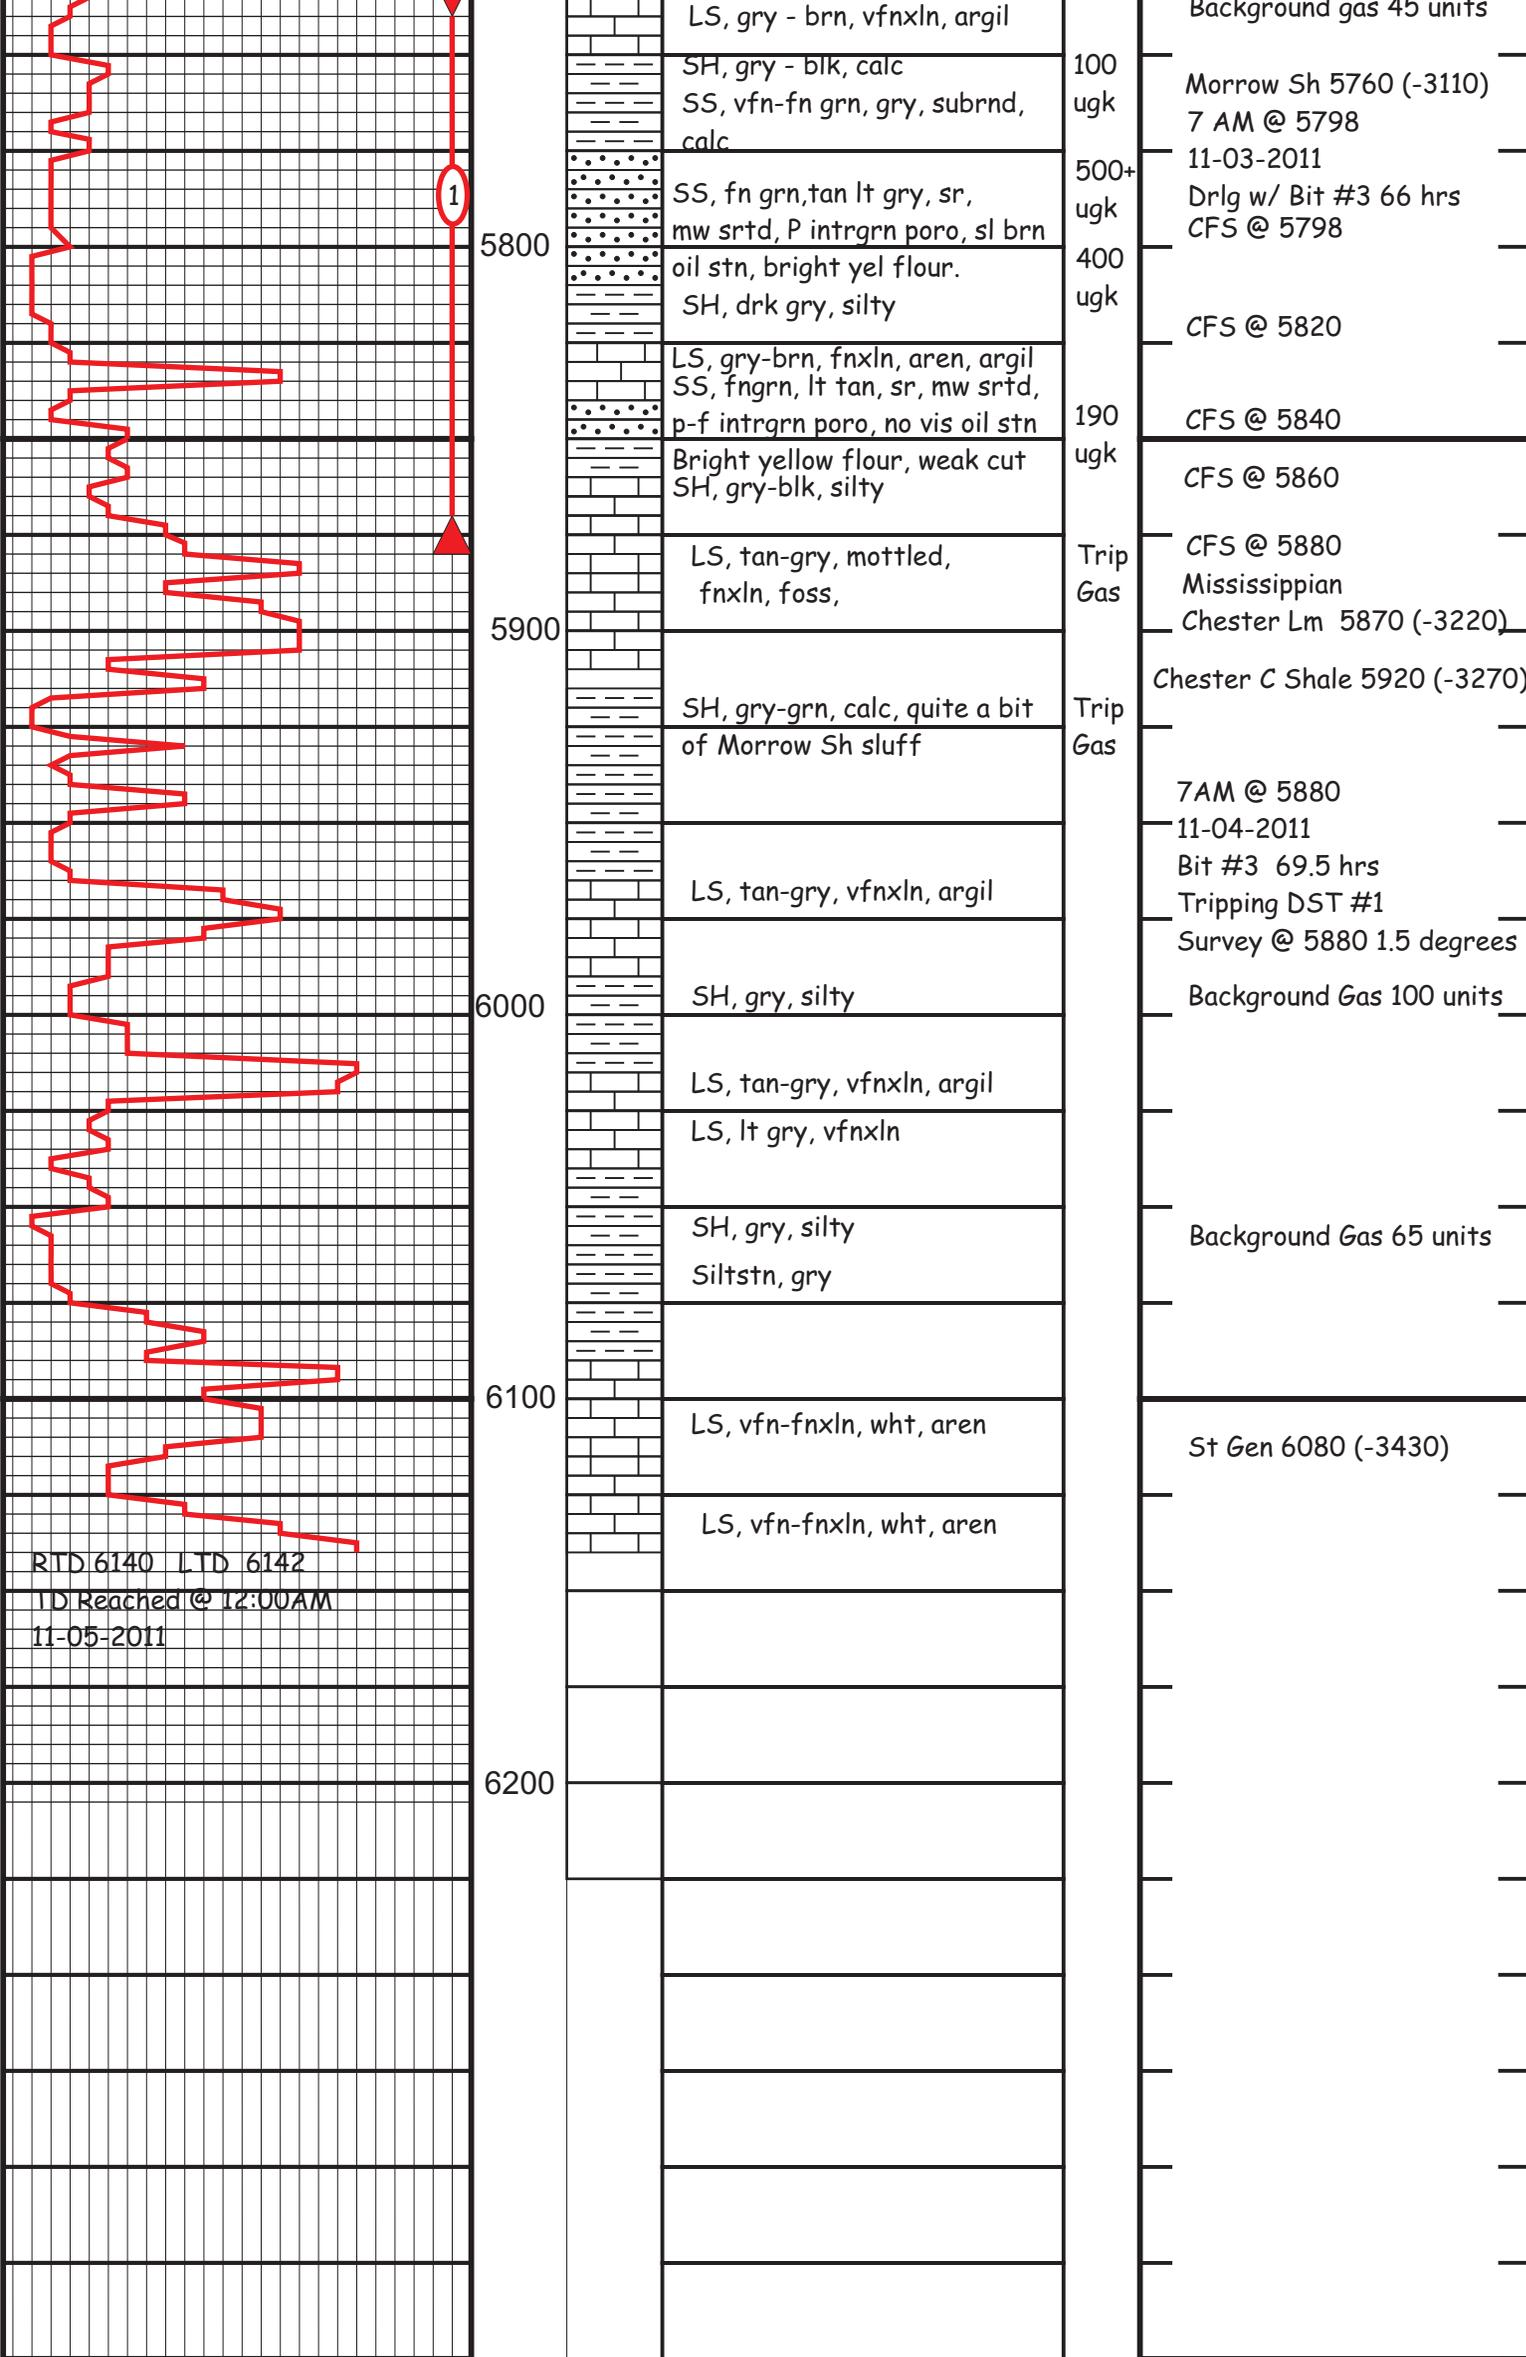 LS, gry - brn, vfnxln, argil
Background gas 45 units
SH, gry - blk, calc
SS, vfn-fn grn, gry, subrnd,
calc
100
ugk
Morrow Sh 5760 (-3110)
7 AM @ 5798
11-03-2011
Drlg w/ Bit #3 66 hrs
CFS @ 5798
1
5800
SS, fn grn,tan lt gry, sr,
mw srtd, P intrgrn poro, sl brn
oil stn, bright yel flour.
SH, drk gry, silty
500+
ugk
400
ugk
CFS @ 5820
LS, gry-brn, fnxln, aren, argil
SS, fngrn, lt tan, sr, mw srtd,
p-f intrgrn poro, no vis oil stn
Bright yellow flour, weak cut
SH, gry-blk, silty
190
ugk
CFS @ 5840
CFS @ 5860
LS, tan-gry, mottled,
fnxln, foss,
Trip
Gas
CFS @ 5880
Mississippian
Chester Lm 5870 (-3220)
5900
Chester C Shale 5920 (-3270)
SH, gry-grn, calc, quite a bit
of Morrow Sh sluff
Trip
Gas
7AM @ 5880
11-04-2011
Bit #3 69.5 hrs
Tripping DST #1
Survey @ 5880 1.5 degrees
LS, tan-gry, vfnxln, argil
6000
SH, gry, silty
Background Gas 100 units
LS, tan-gry, vfnxln, argil
LS, lt gry, vfnxln
SH, gry, silty
Siltstn, gry
Background Gas 65 units
6100
LS, vfn-fnxln, wht, aren
St Gen 6080 (-3430)
LS, vfn-fnxln, wht, aren
RTD 6140 LTD 6142
TD Reached @ 12:00AM
11-05-2011
6200